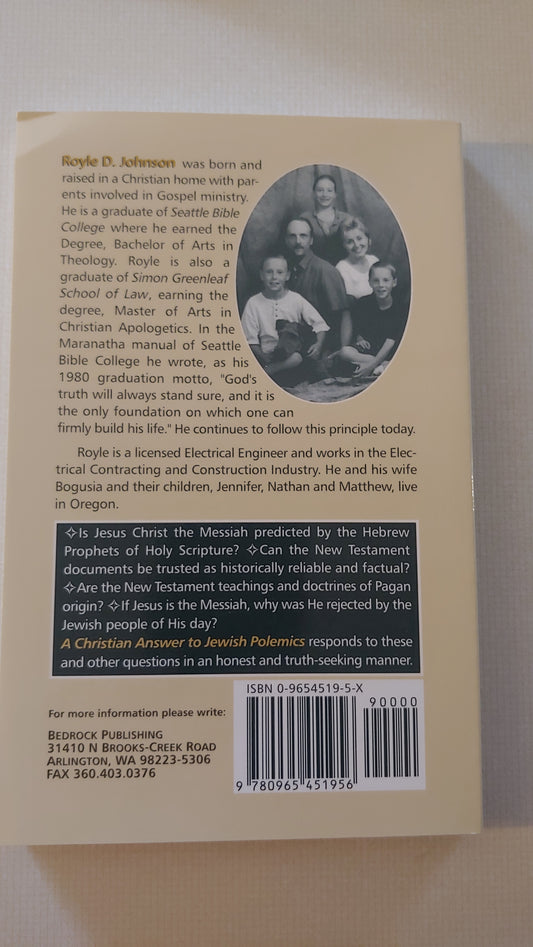 Royle D. Johnson was born and
raised in a Christian home with par-
ents involved in Gospel ministry.
He is a graduate of Seattle Bible
College where he earned the
Degree, Bachelor of Arts in
Theology. Royle is also a
graduate of Simon Greenleaf
School of Law, earning the
degree, Master of Arts in
Christian Apologetics. In the
Maranatha manual of Seattle
Bible College he wrote, as his
1980 graduation motto, "God's
truth will always stand sure, and it is
the only foundation on which one can
firmly build his life." He continues to follow this principle today.
Royle is a licensed Electrical Engineer and works in the Elec-
trical Contracting and Construction Industry. He and his wife
Bogusia and their children, Jennifer, Nathan and Matthew, live
in Oregon.
✧Is Jesus Christ the Messiah predicted by the Hebrew
Prophets of Holy Scripture? ✧Can the New Testament
documents be trusted as historically reliable and factual?
✧Are the New Testament teachings and doctrines of Pagan
origin? ✧If Jesus is the Messiah, why was He rejected by the
Jewish people of His day?
A Christian Answer to Jewish Polemics responds to these
and other questions in an honest and truth-seeking manner.
For more information please write:
BEDROCK PUBLISHING
31410 N BROOKS-CREEK ROAD
ARLINGTON, WA 98223-5306
FAX 360.403.0376
ISBN 0-9654519-5-X
90000
9 780965 451956